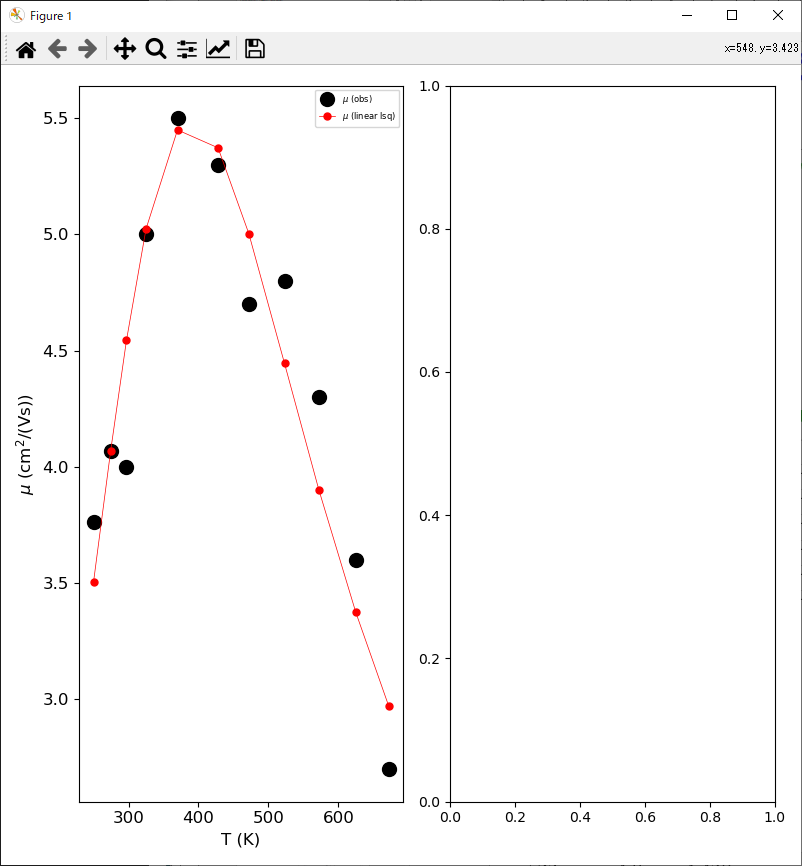 Figure 1
x=548. y=3.423
μ (obs)
μ (linear lsq)
5.5
5.0
4.5
4.0
3.5
3.0
μ (cm²/(Vs))
300 400 500 600
T (K)
1.0
0.8
0.6
0.4
0.2
0.0
0.0 0.2 0.4 0.6 0.8 1.0